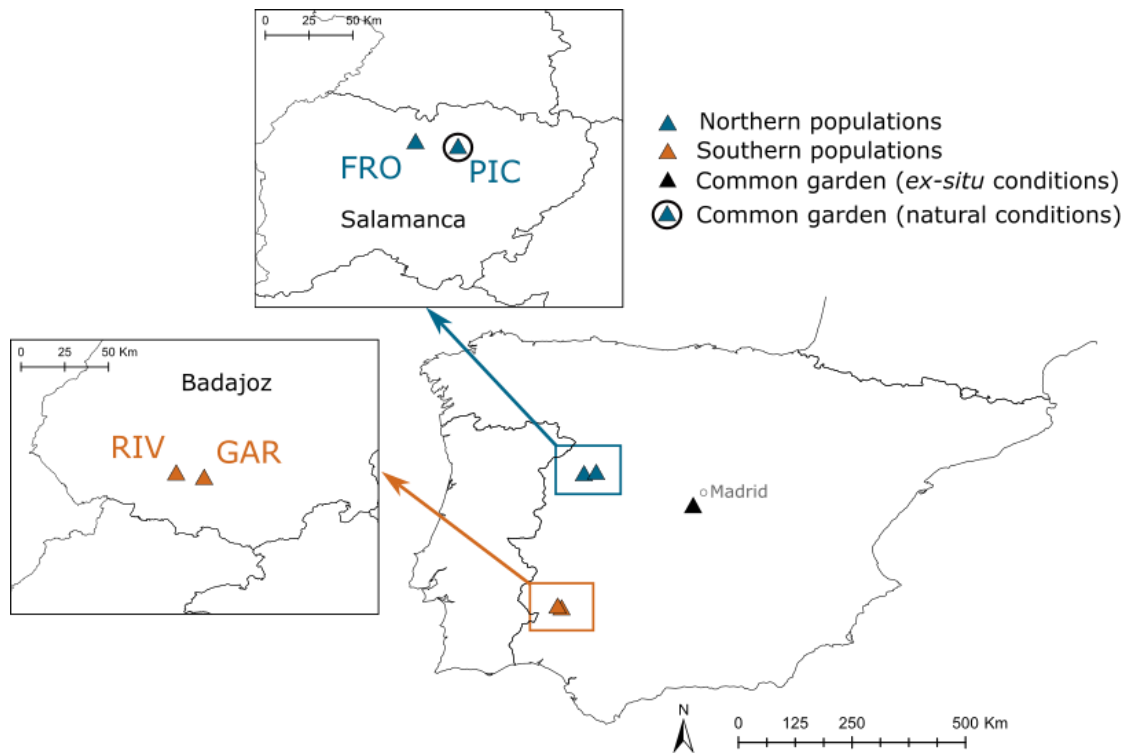 0 25 50 Km
FRO
PIC
Salamanca
Northern populations
Southern populations
Common garden (ex-situ conditions)
Common garden (natural conditions)
0 25 50 Km
Badajoz
RIV
GAR
Madrid
N
0 125 250 500 Km